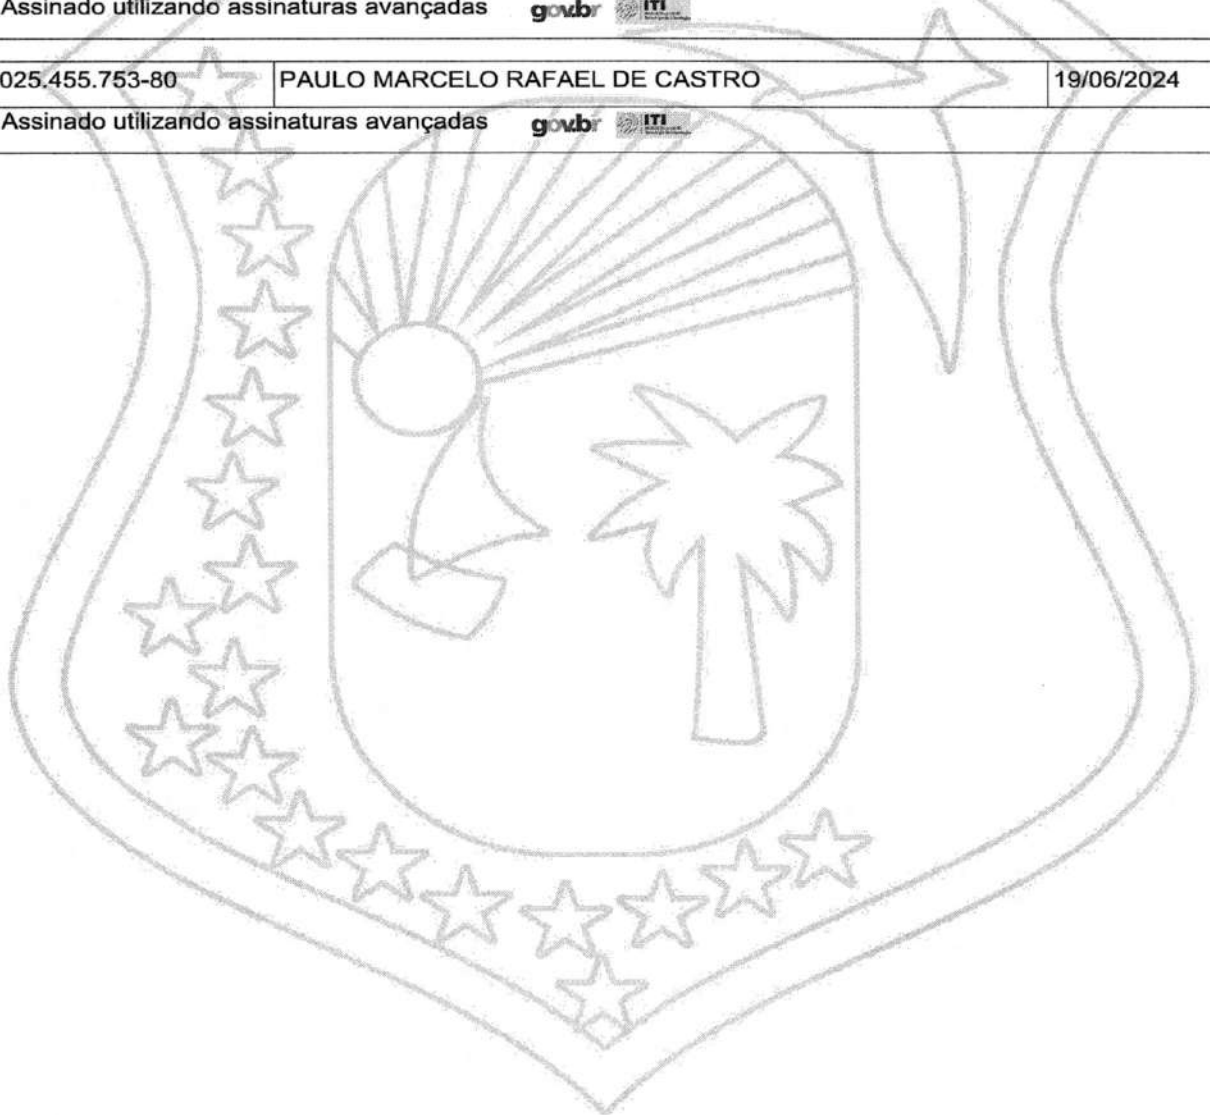 Assinado utilizando assinaturas avançadas gov.br ITI
025.455.753-80 PAULO MARCELO RAFAEL DE CASTRO 19/06/2024
Assinado utilizando assinaturas avançadas gov.br ITI